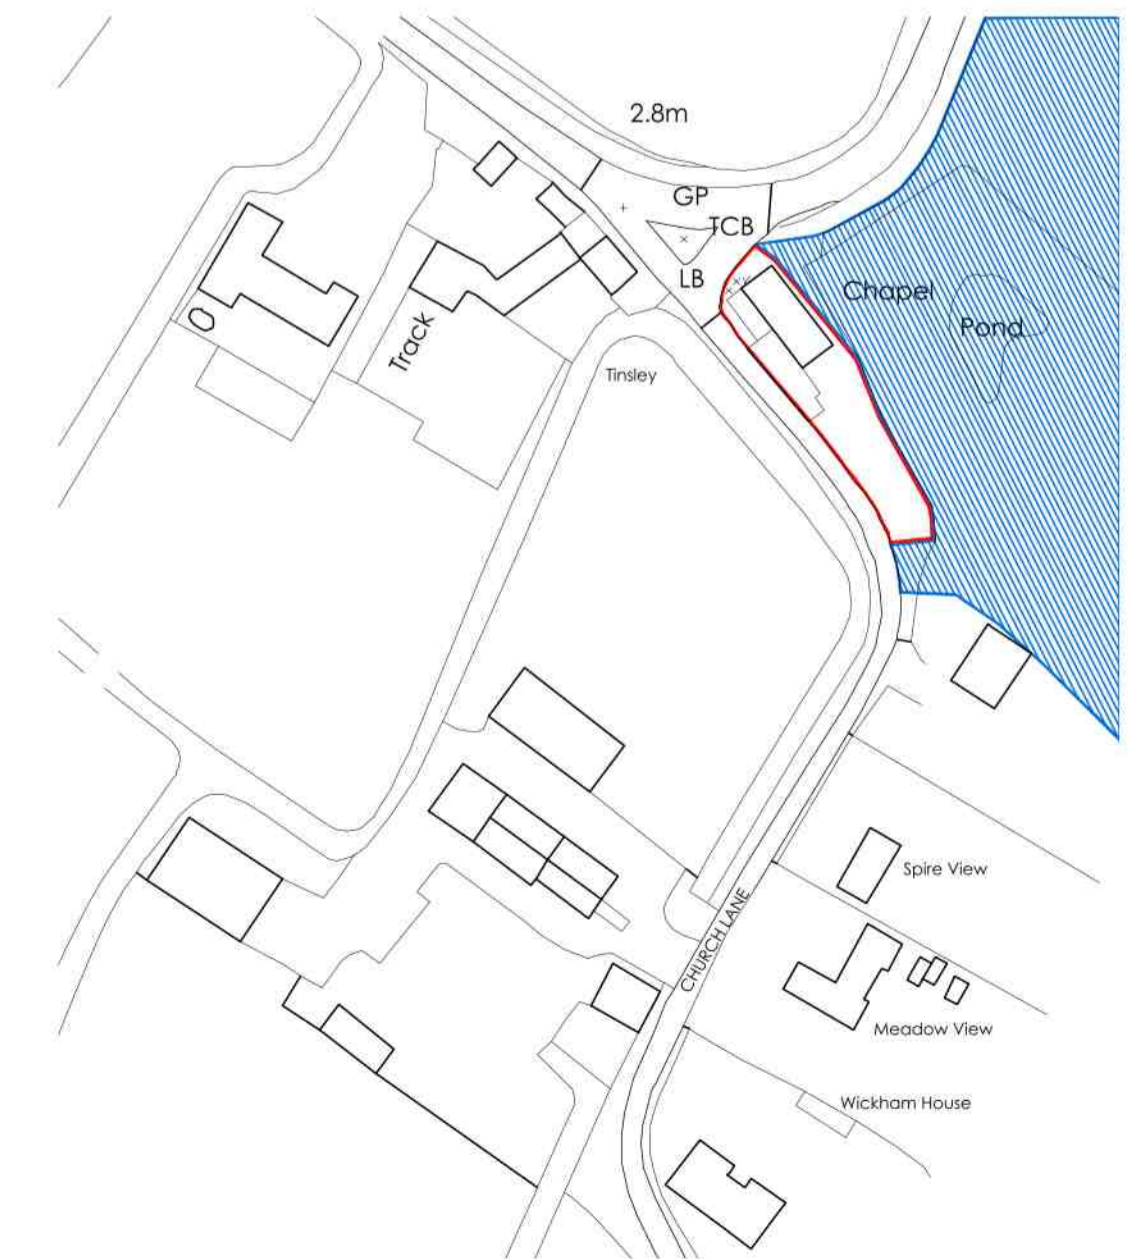 2.8m
GP
TCB
LB
Chapel
Pond
Track
Tinsley
Spire View
CHURCH LANE
Meadow View
Wickham House